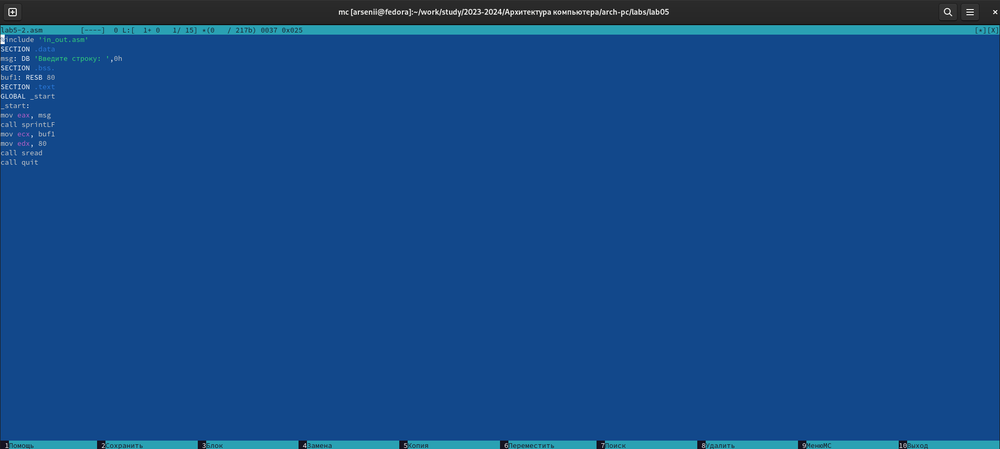 mc [arsenii@fedora]:~/work/study/2023-2024/Архитектура компьютера/arch-pc/labs/lab05
lab5-2.asm [----] 0 L:[ 1+ 0 1/ 15] *(0 / 217b) 0037 0x025 [*][X]
%include 'in_out.asm'
SECTION .data
msg: DB 'Введите строку: ',0h
SECTION .bss.
buf1: RESB 80
SECTION .text
GLOBAL _start
_start:
mov eax, msg
call sprintLF
mov ecx, buf1
mov edx, 80
call sread
call quit
1Помощь 2Сохранить 3Блок 4Замена 5Копия 6Переместить 7Поиск 8Удалить 9МенюMC 10Выход